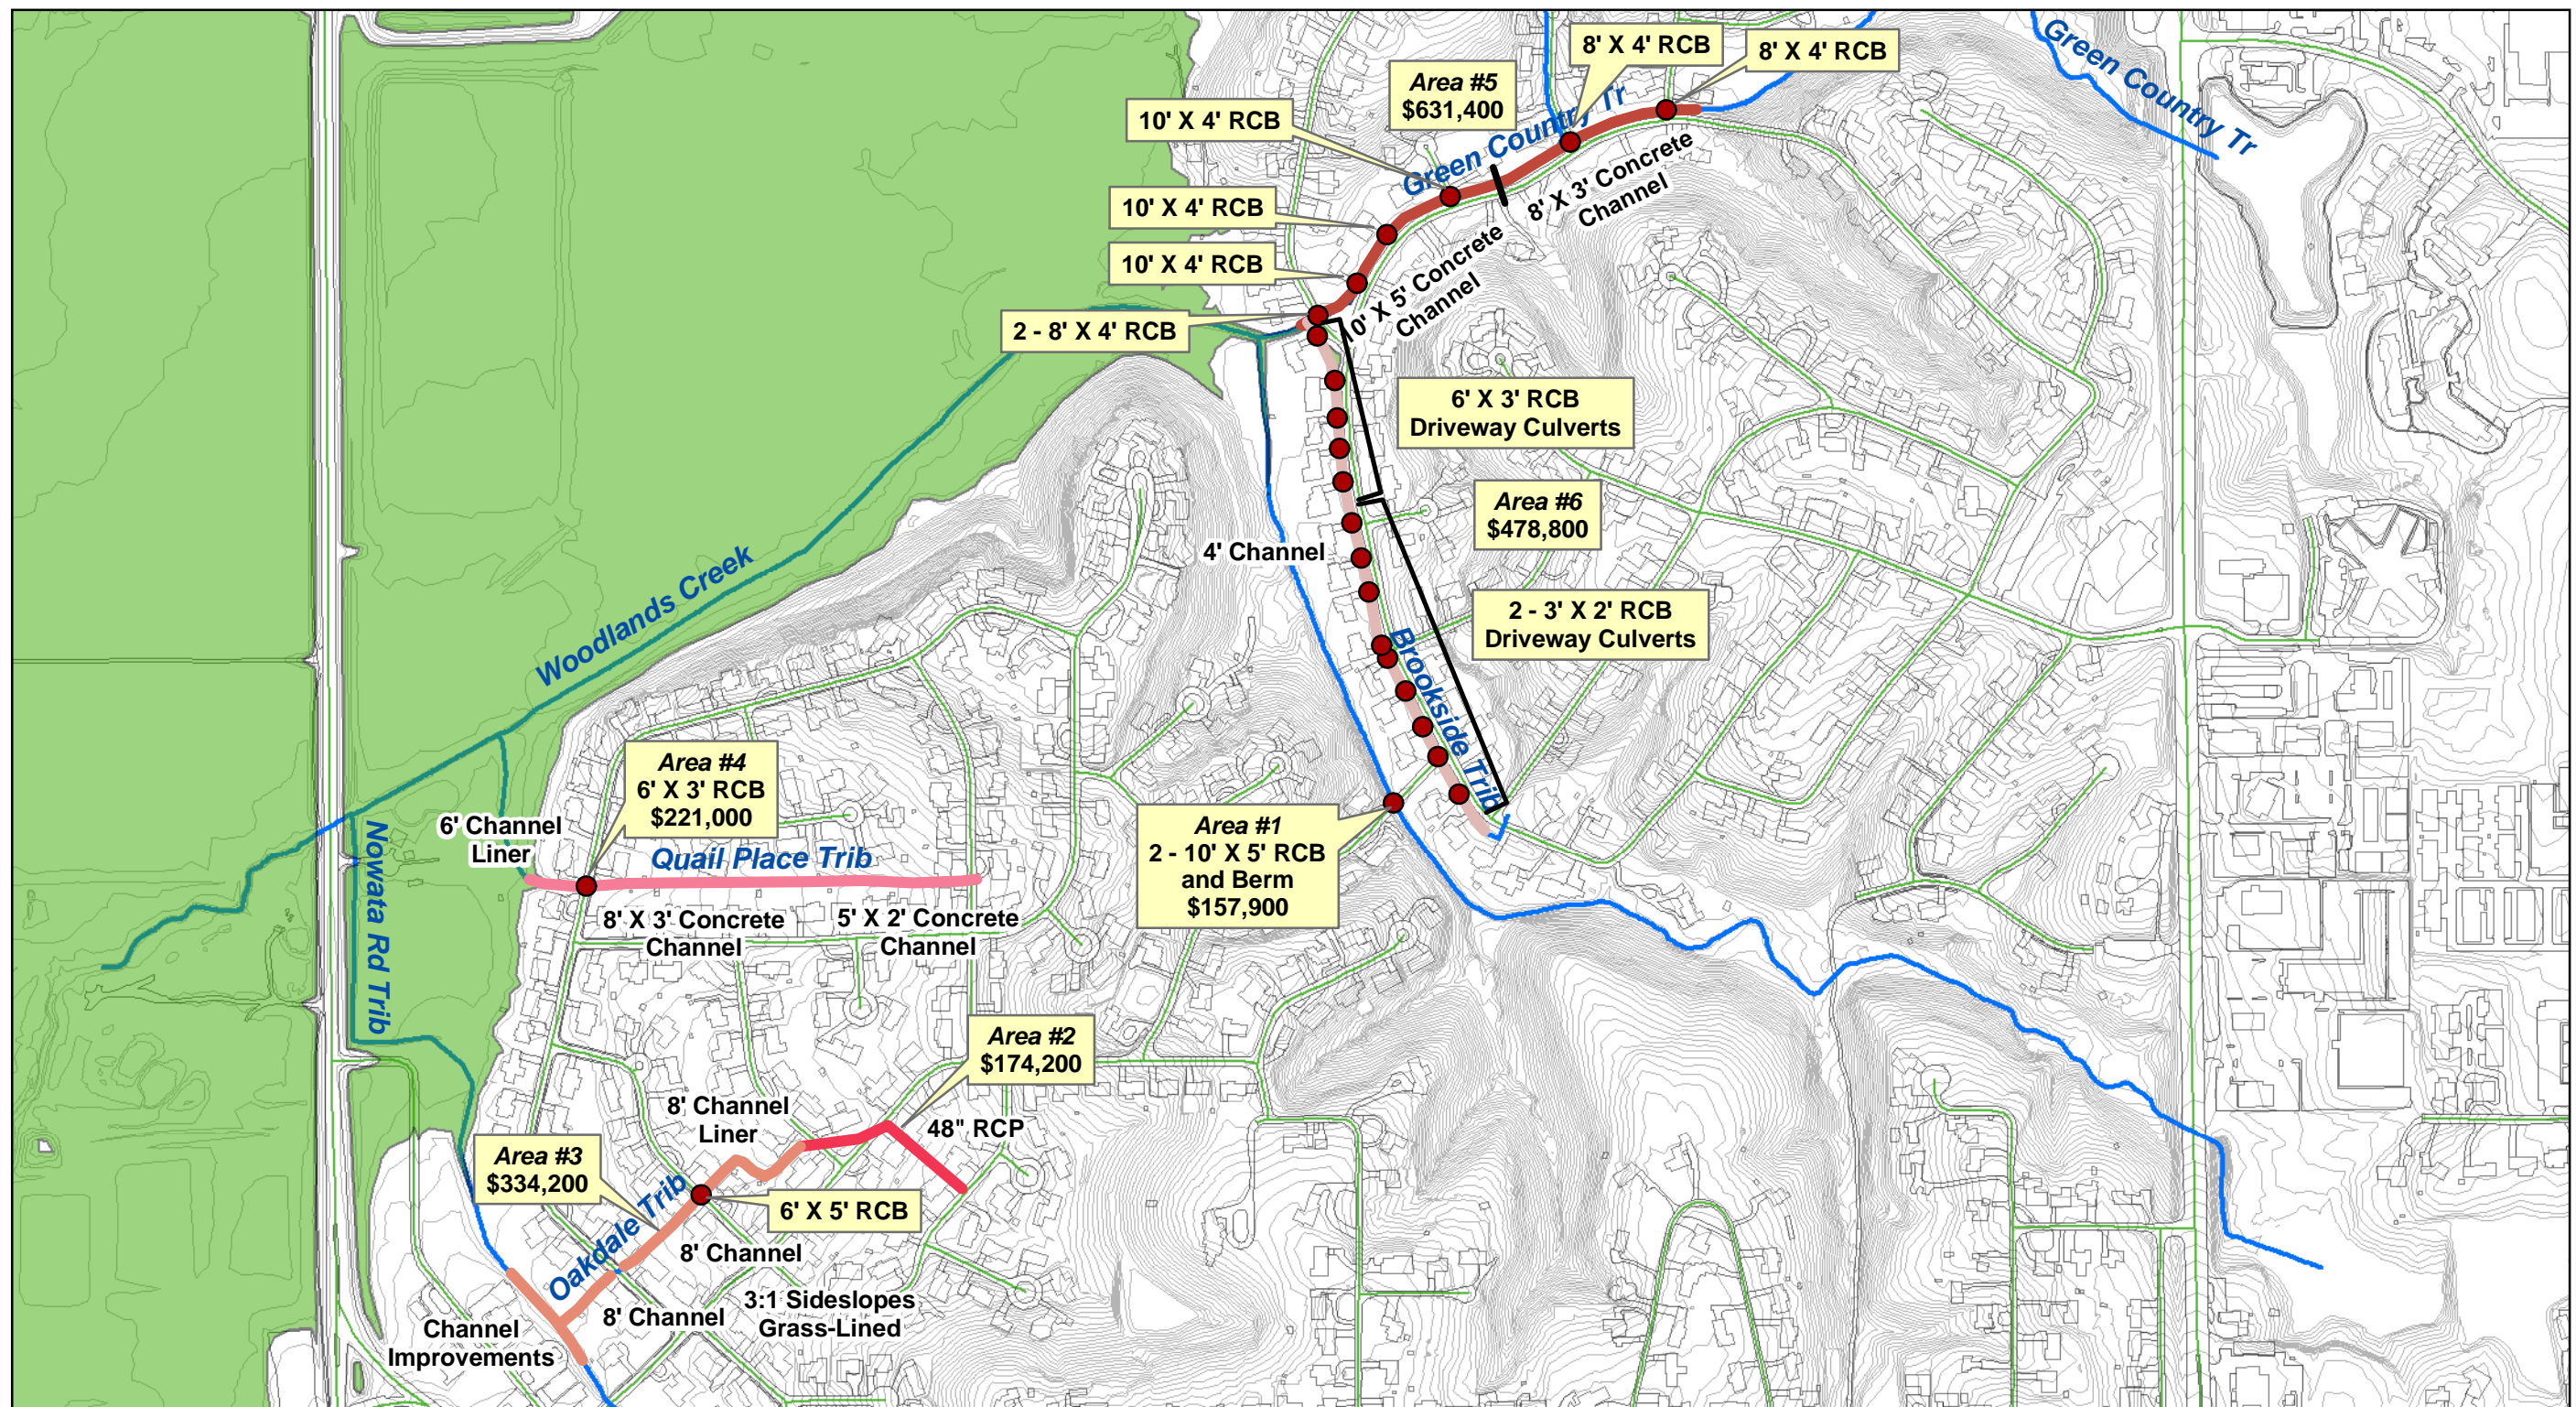 Green Country Tr
8' X 4' RCB
8' X 4' RCB
Area #5
$631,400
10' X 4' RCB
Green Country Tr
8' X 3' Concrete
Channel
10' X 4' RCB
10' X 4' RCB
10' X 5' Concrete
Channel
2 - 8' X 4' RCB
6' X 3' RCB
Driveway Culverts
Area #6
$478,800
4' Channel
2 - 3' X 2' RCB
Driveway Culverts
Brookside Trib
Woodlands Creek
Area #4
6' X 3' RCB
$221,000
6' Channel
Liner
Quail Place Trib
Area #1
2 - 10' X 5' RCB
and Berm
$157,900
Nowata Rd Trib
8' X 3' Concrete
Channel
5' X 2' Concrete
Channel
Area #2
$174,200
8' Channel
Liner
48" RCP
Area #3
$334,200
Oakdale Trib
6' X 5' RCB
8' Channel
8' Channel
3:1 Sideslopes
Grass-Lined
Channel
Improvements